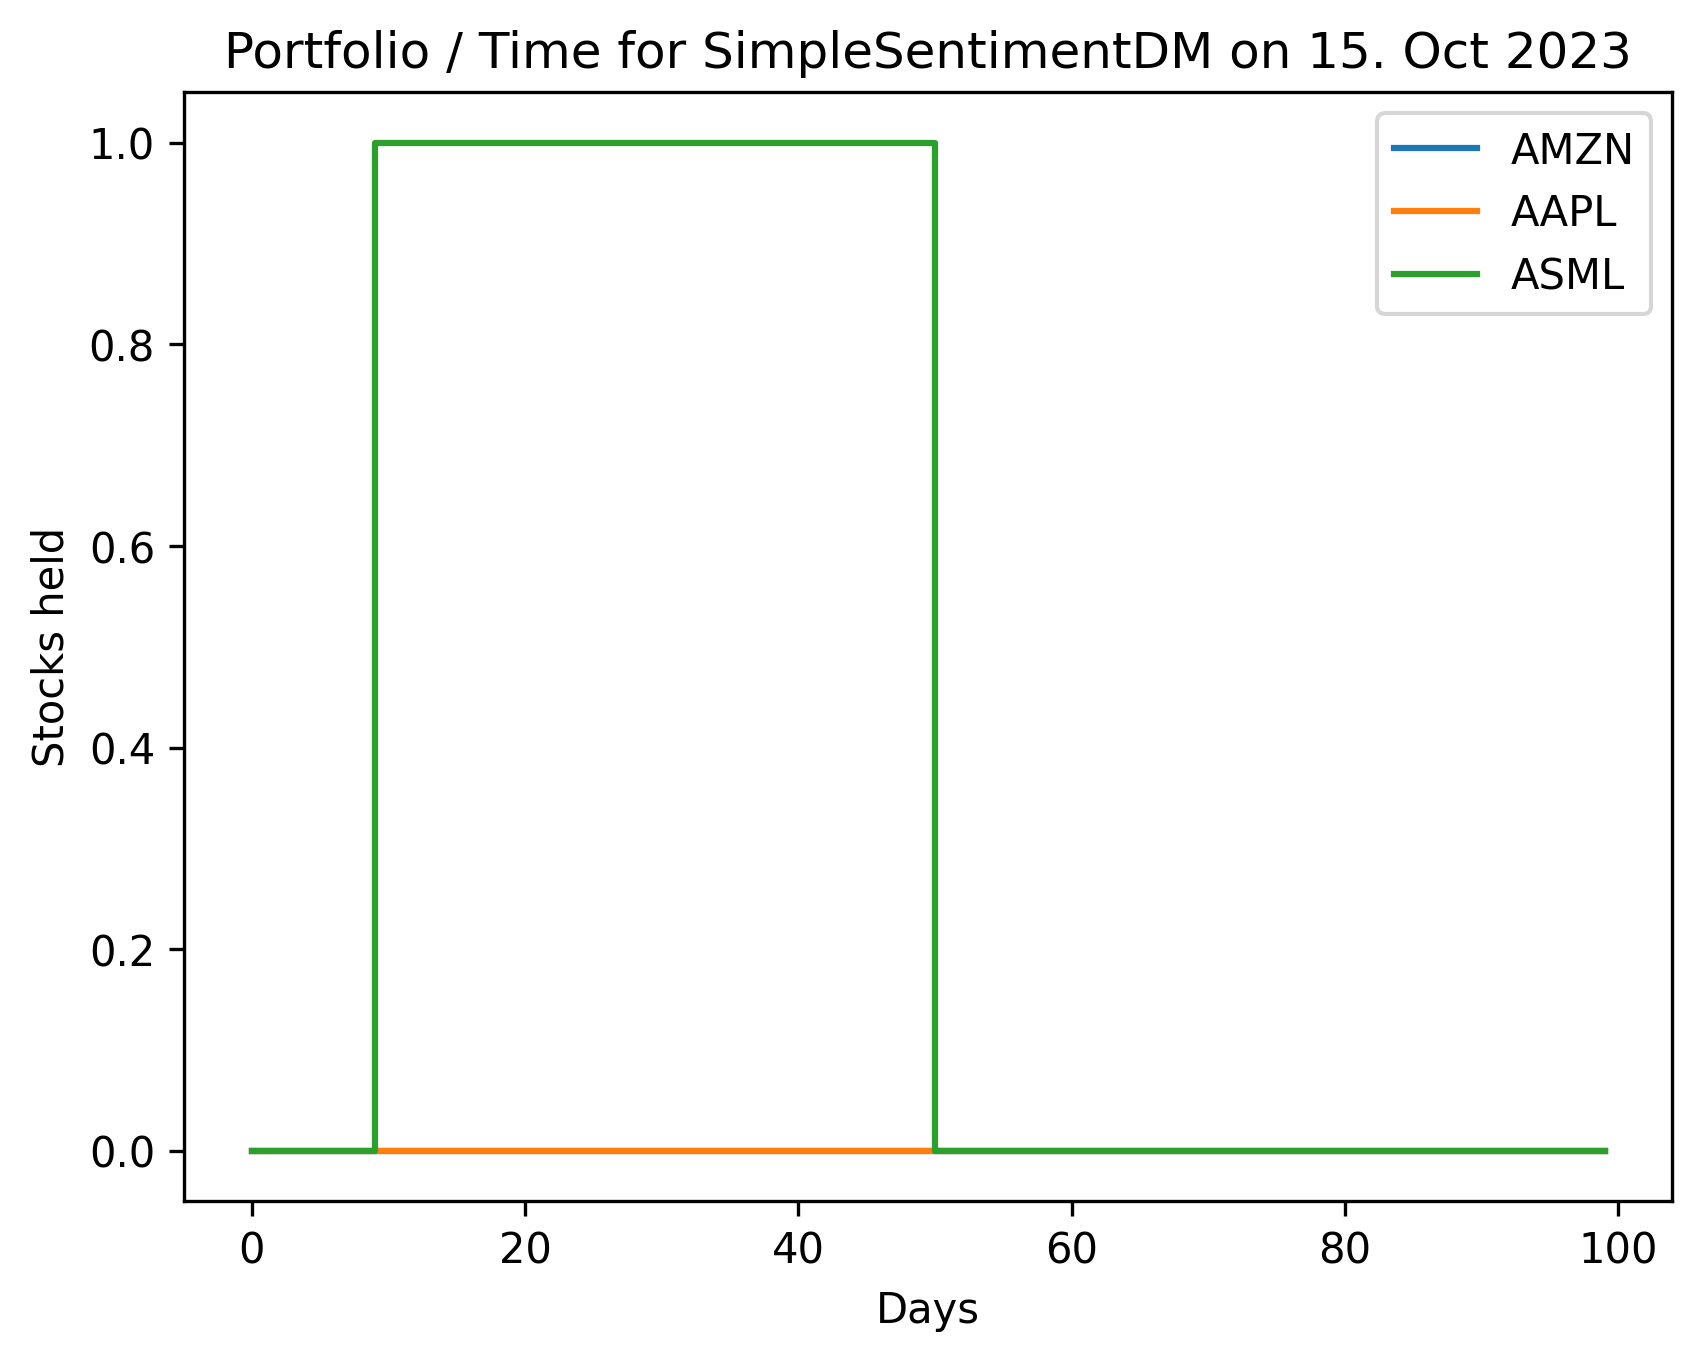 Portfolio / Time for SimpleSentimentDM on 15. Oct 2023
AMZN
AAPL
ASML
1.0
0.8
0.6
0.4
0.2
0.0
Stocks held
0 20 40 60 80 100
Days